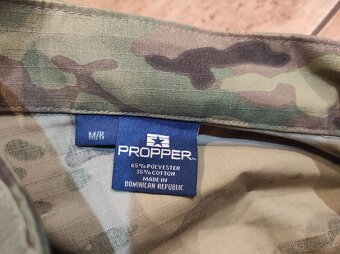 M/R
PROPPER
65% POLYESTER
35% COTTON
MADE IN
DOMINICAN REPUBLIC